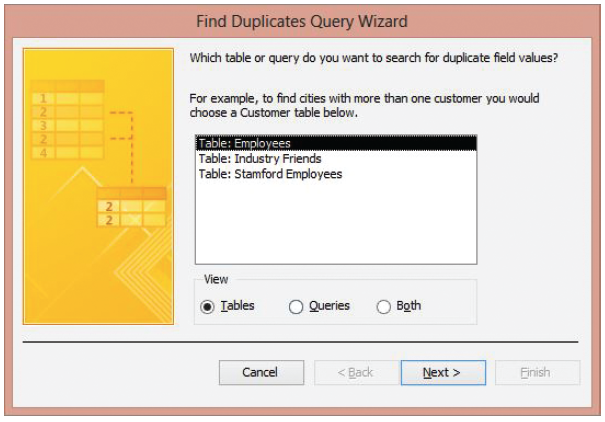 Find Duplicates Query Wizard
Which table or query do you want to search for duplicate field values?
For example, to find cities with more than one customer you would
choose a Customer table below.
Table: Employees
Table: Industry Friends
Table: Stamford Employees
View
Tables Queries Both
Cancel < Back Next > Finish
1
2
3
2
4
2
2